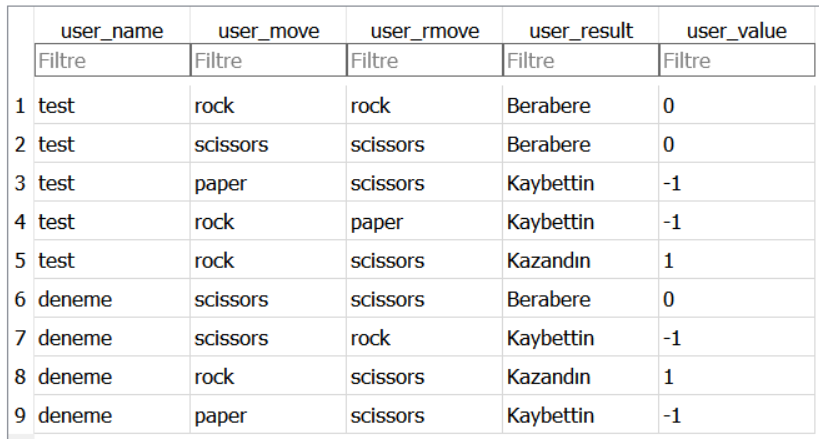 user_name user_move user_rmove user_result user_value
Filtre Filtre Filtre Filtre Filtre
1 test rock rock Berabere 0
2 test scissors scissors Berabere 0
3 test paper scissors Kaybettin -1
4 test rock paper Kaybettin -1
5 test rock scissors Kazandın 1
6 deneme scissors scissors Berabere 0
7 deneme scissors rock Kaybettin -1
8 deneme rock scissors Kazandın 1
9 deneme paper scissors Kaybettin -1